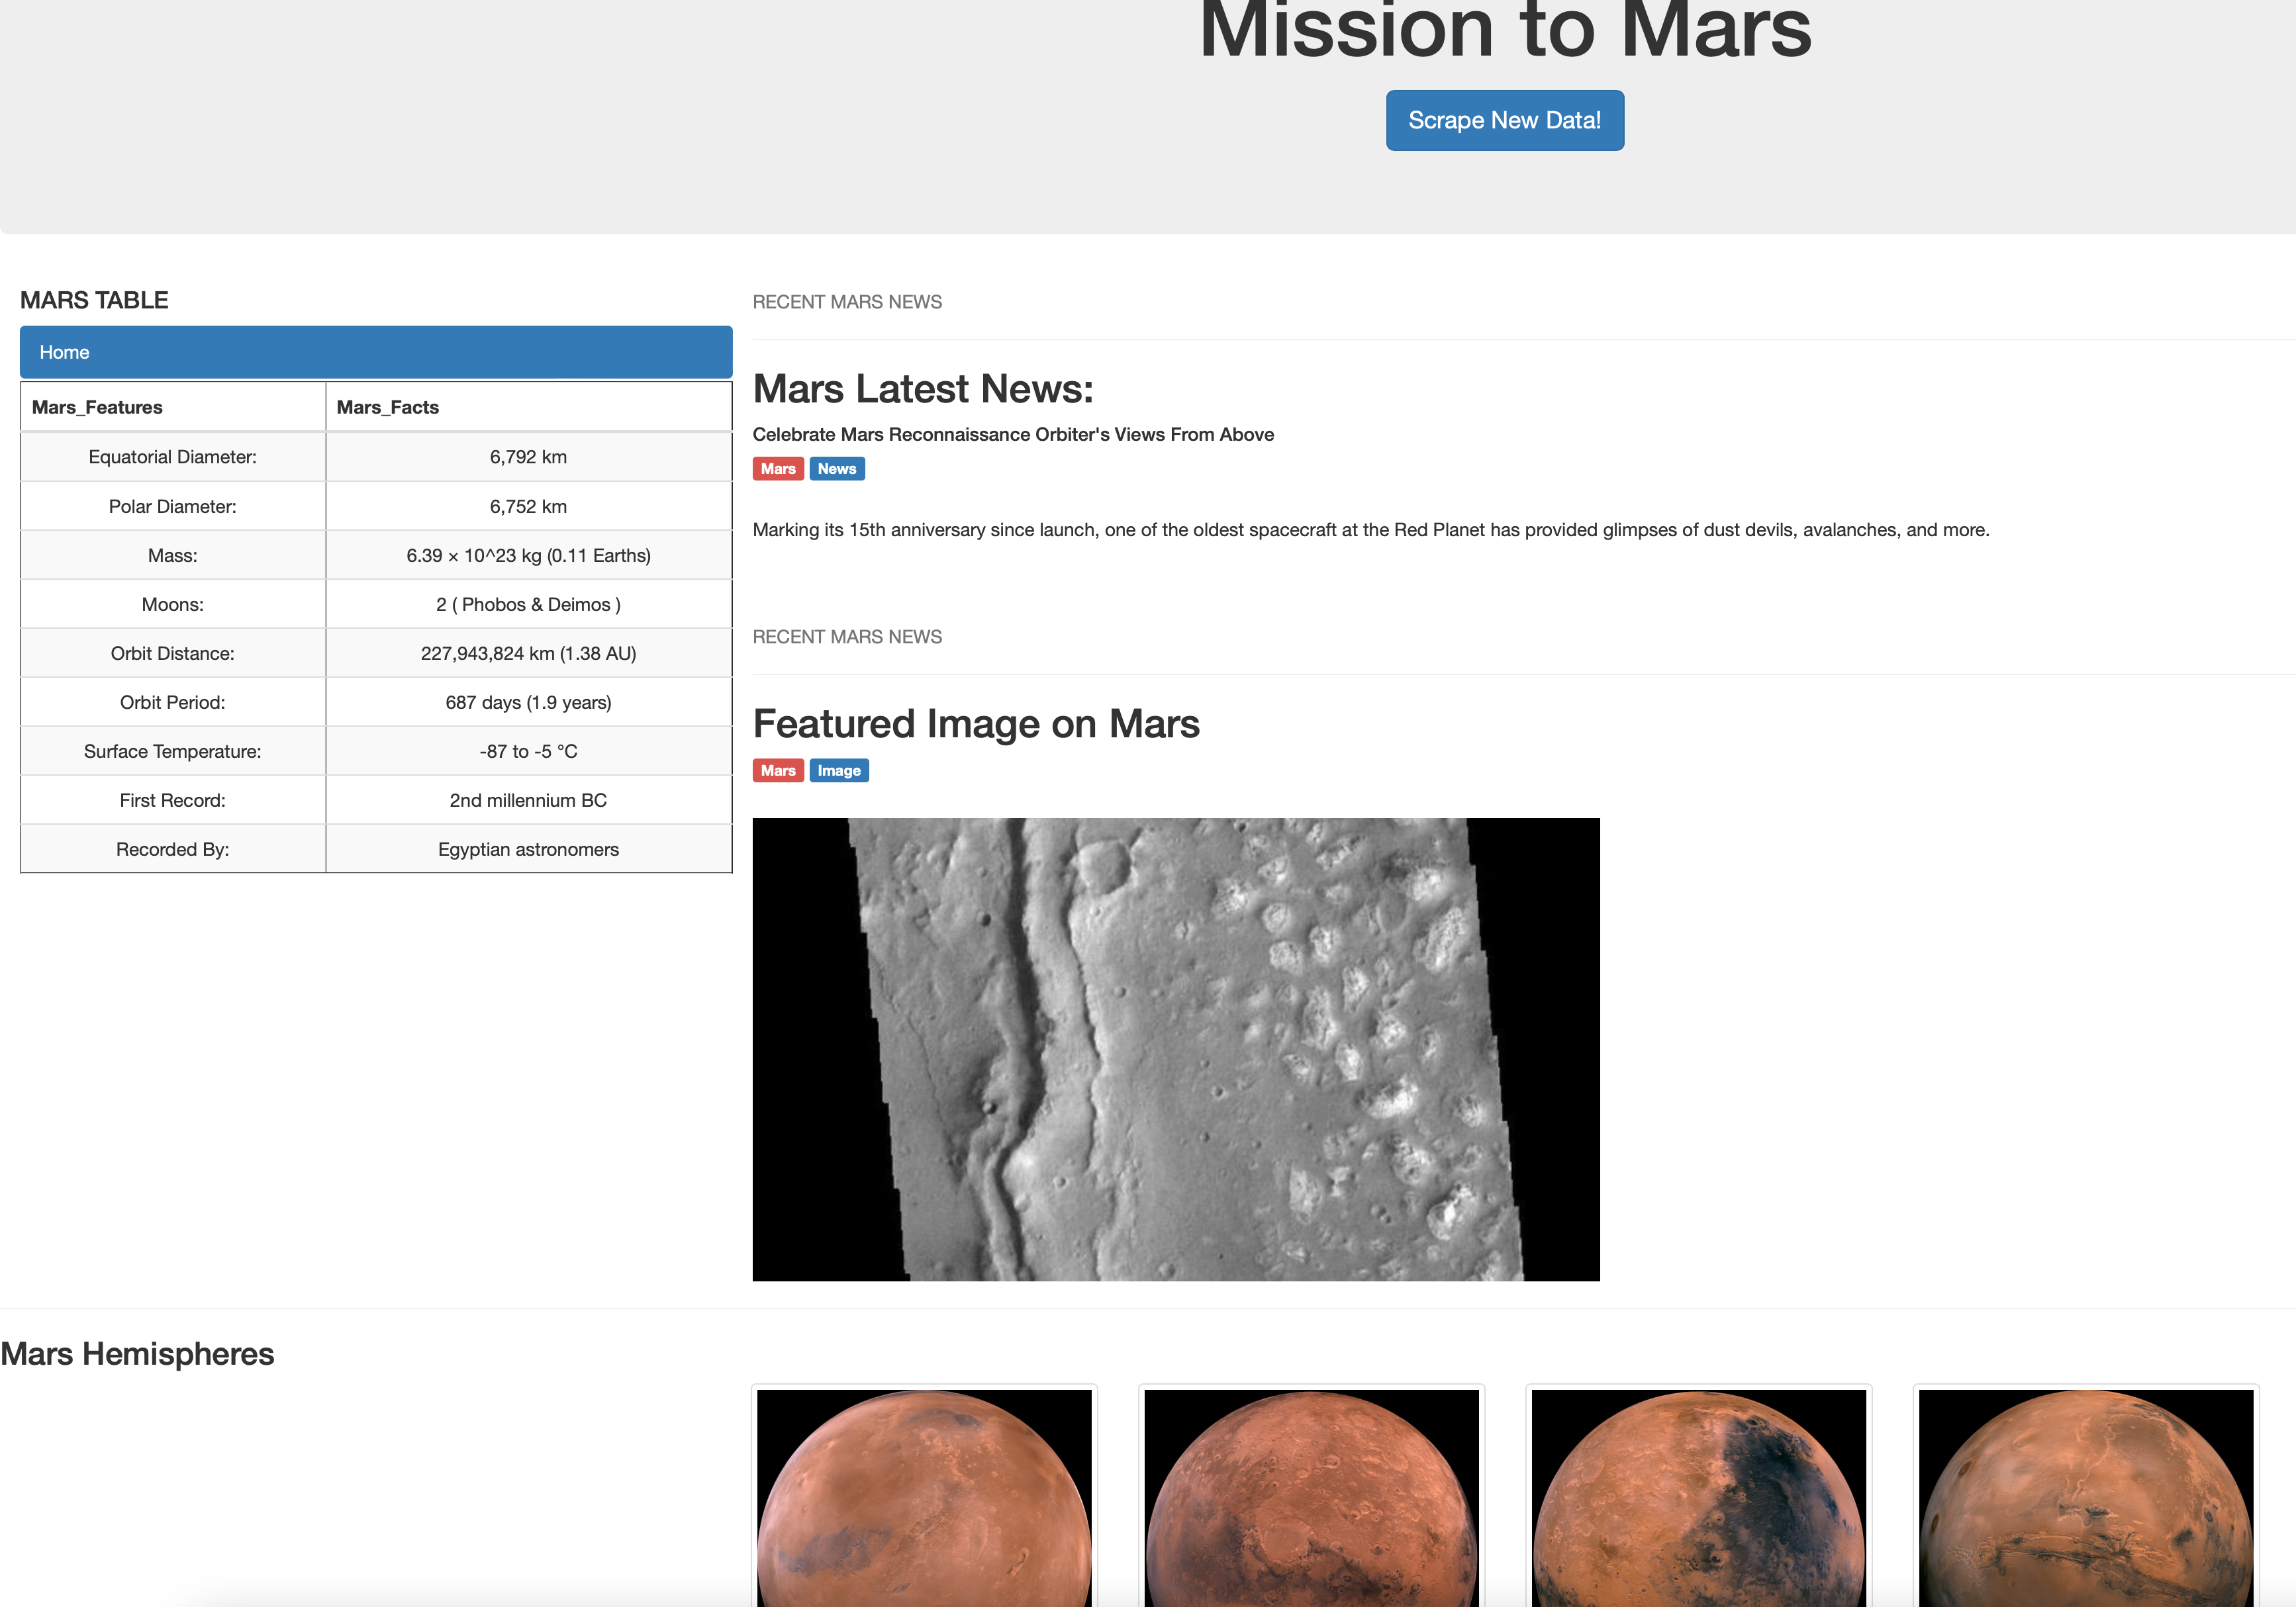 Mission to Mars
Scrape New Data!
MARS TABLE
Home
Mars_Features Mars_Facts
Equatorial Diameter: 6,792 km
Polar Diameter: 6,752 km
Mass: 6.39 × 10^23 kg (0.11 Earths)
Moons: 2 ( Phobos & Deimos )
Orbit Distance: 227,943,824 km (1.38 AU)
Orbit Period: 687 days (1.9 years)
Surface Temperature: -87 to -5 °C
First Record: 2nd millennium BC
Recorded By: Egyptian astronomers
RECENT MARS NEWS
Mars Latest News:
Celebrate Mars Reconnaissance Orbiter's Views From Above
Mars News
Marking its 15th anniversary since launch, one of the oldest spacecraft at the Red Planet has provided glimpses of dust devils, avalanches, and more.
RECENT MARS NEWS
Featured Image on Mars
Mars Image
Mars Hemispheres